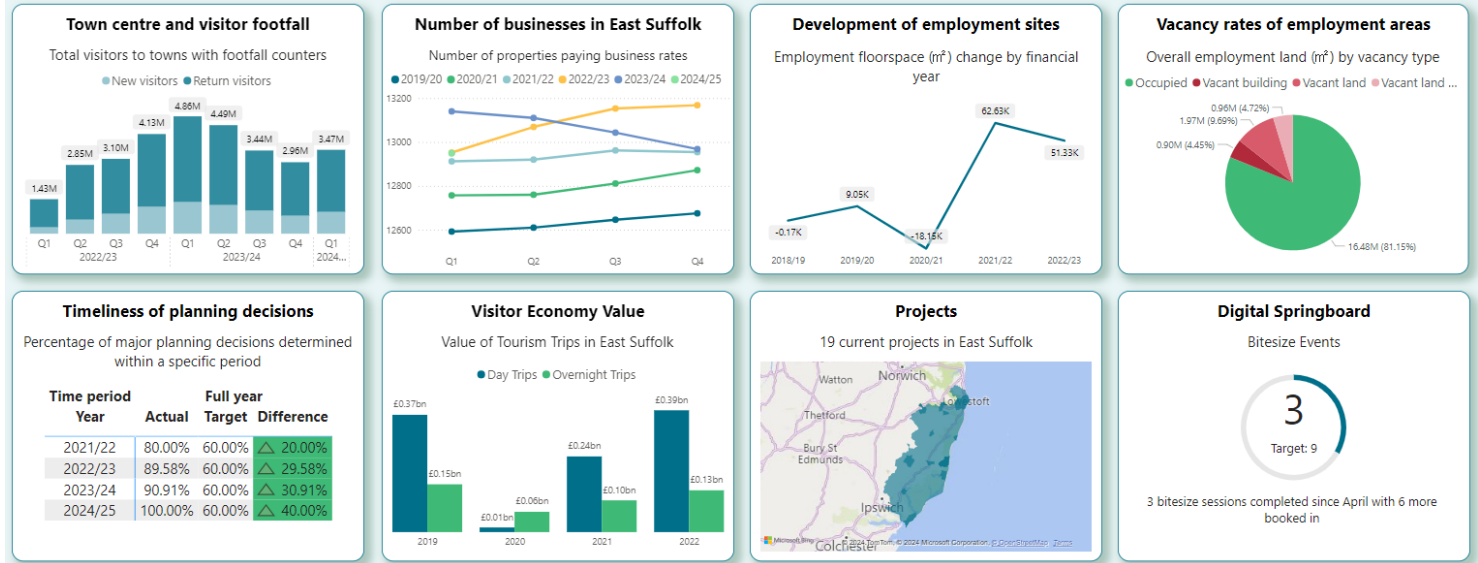 Town centre and visitor footfall
Total visitors to towns with footfall counters
New visitors Return visitors
1.43M
2.85M
3.10M
4.13M
4.86M
4.49M
3.44M
2.96M
3.47M
Q1 Q2 Q3 Q4 Q1 Q2 Q3 Q4 Q1
2022/23 2023/24 2024...
Number of businesses in East Suffolk
Number of properties paying business rates
2019/20 2020/21 2021/22 2022/23 2023/24 2024/25
13200
13000
12800
12600
Q1 Q2 Q3 Q4
Development of employment sites
Employment floorspace (㎡) change by financial
year
-0.17K
9.05K
-18.15K
62.63K
51.33K
2018/19 2019/20 2020/21 2021/22 2022/23
Vacancy rates of employment areas
Overall employment land (㎡) by vacancy type
Occupied Vacant building Vacant land Vacant land ...
0.96M (4.72%)
1.97M (9.69%)
0.90M (4.45%)
16.48M (81.15%)
Timeliness of planning decisions
Percentage of major planning decisions determined
within a specific period
Time period Full year
Year Actual Target Difference
2021/22 80.00% 60.00% △ 20.00%
2022/23 89.58% 60.00% △ 29.58%
2023/24 90.91% 60.00% △ 30.91%
2024/25 100.00% 60.00% △ 40.00%
Visitor Economy Value
Value of Tourism Trips in East Suffolk
Day Trips Overnight Trips
£0.37bn
£0.15bn
£0.01bn
£0.06bn
£0.24bn
£0.10bn
£0.39bn
£0.13bn
2019 2020 2021 2022
Projects
19 current projects in East Suffolk
Watton
Norwich
Lowestoft
Thetford
Bury St
Edmunds
Ipswich
Colchester
Microsoft Bing
© 2024 TomTom, © 2024 Microsoft Corporation, © OpenStreetMap Terms
Digital Springboard
Bitesize Events
3
Target: 9
3 bitesize sessions completed since April with 6 more
booked in